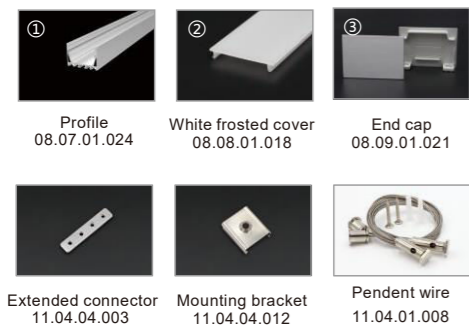 ①
②
③
Profile
08.07.01.024
White frosted cover
08.08.01.018
End cap
08.09.01.021
Extended connector
11.04.04.003
Mounting bracket
11.04.04.012
Pendent wire
11.04.01.008